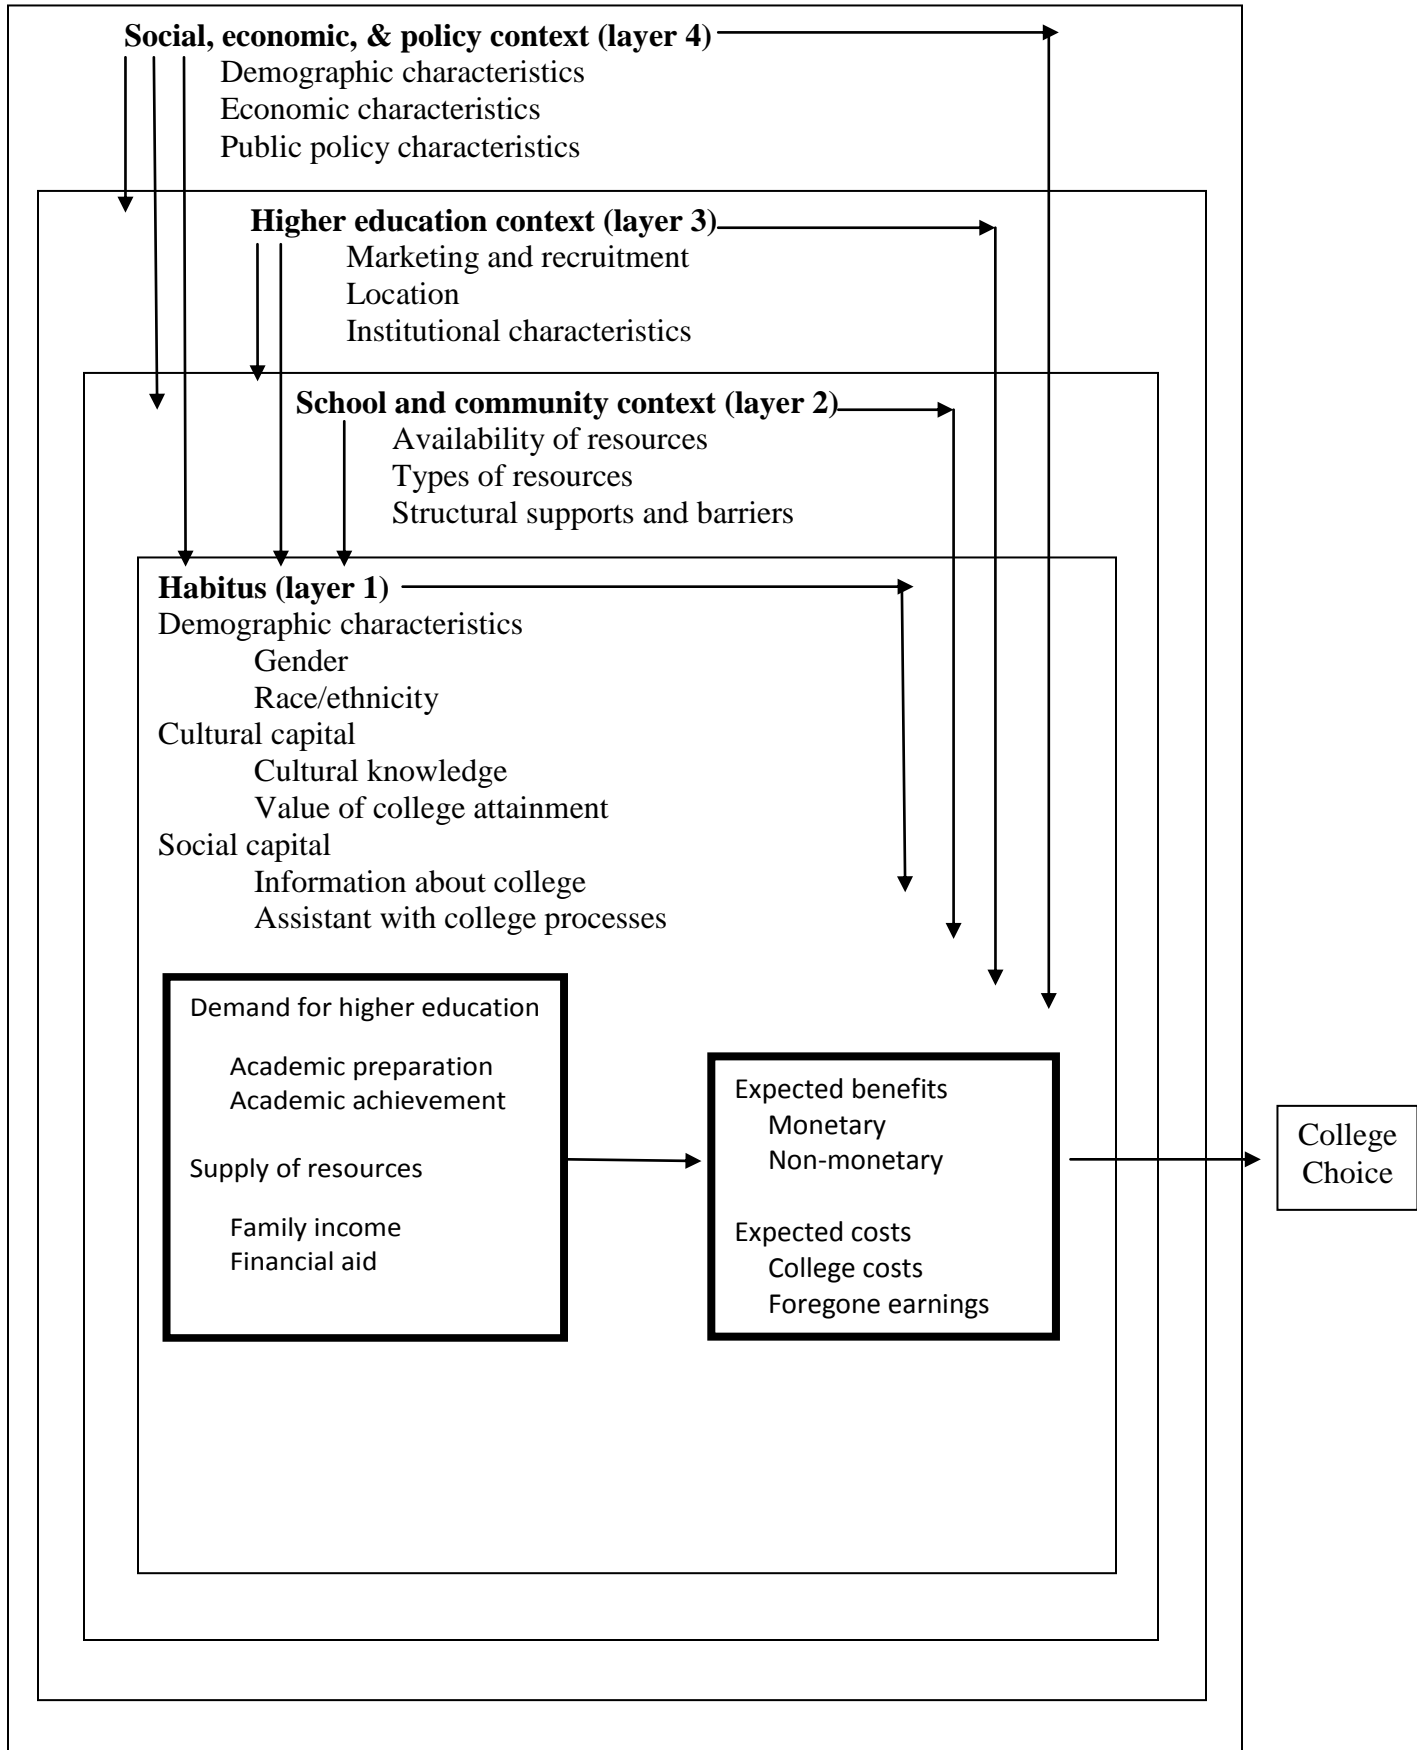 Social, economic, & policy context (layer 4)
Demographic characteristics
Economic characteristics
Public policy characteristics
Higher education context (layer 3)
Marketing and recruitment
Location
Institutional characteristics
School and community context (layer 2)
Availability of resources
Types of resources
Structural supports and barriers
Habitus (layer 1)
Demographic characteristics
Gender
Race/ethnicity
Cultural capital
Cultural knowledge
Value of college attainment
Social capital
Information about college
Assistant with college processes
Demand for higher education
Academic preparation
Academic achievement
Supply of resources
Family income
Financial aid
Expected benefits
Monetary
Non-monetary
Expected costs
College costs
Foregone earnings
College
Choice